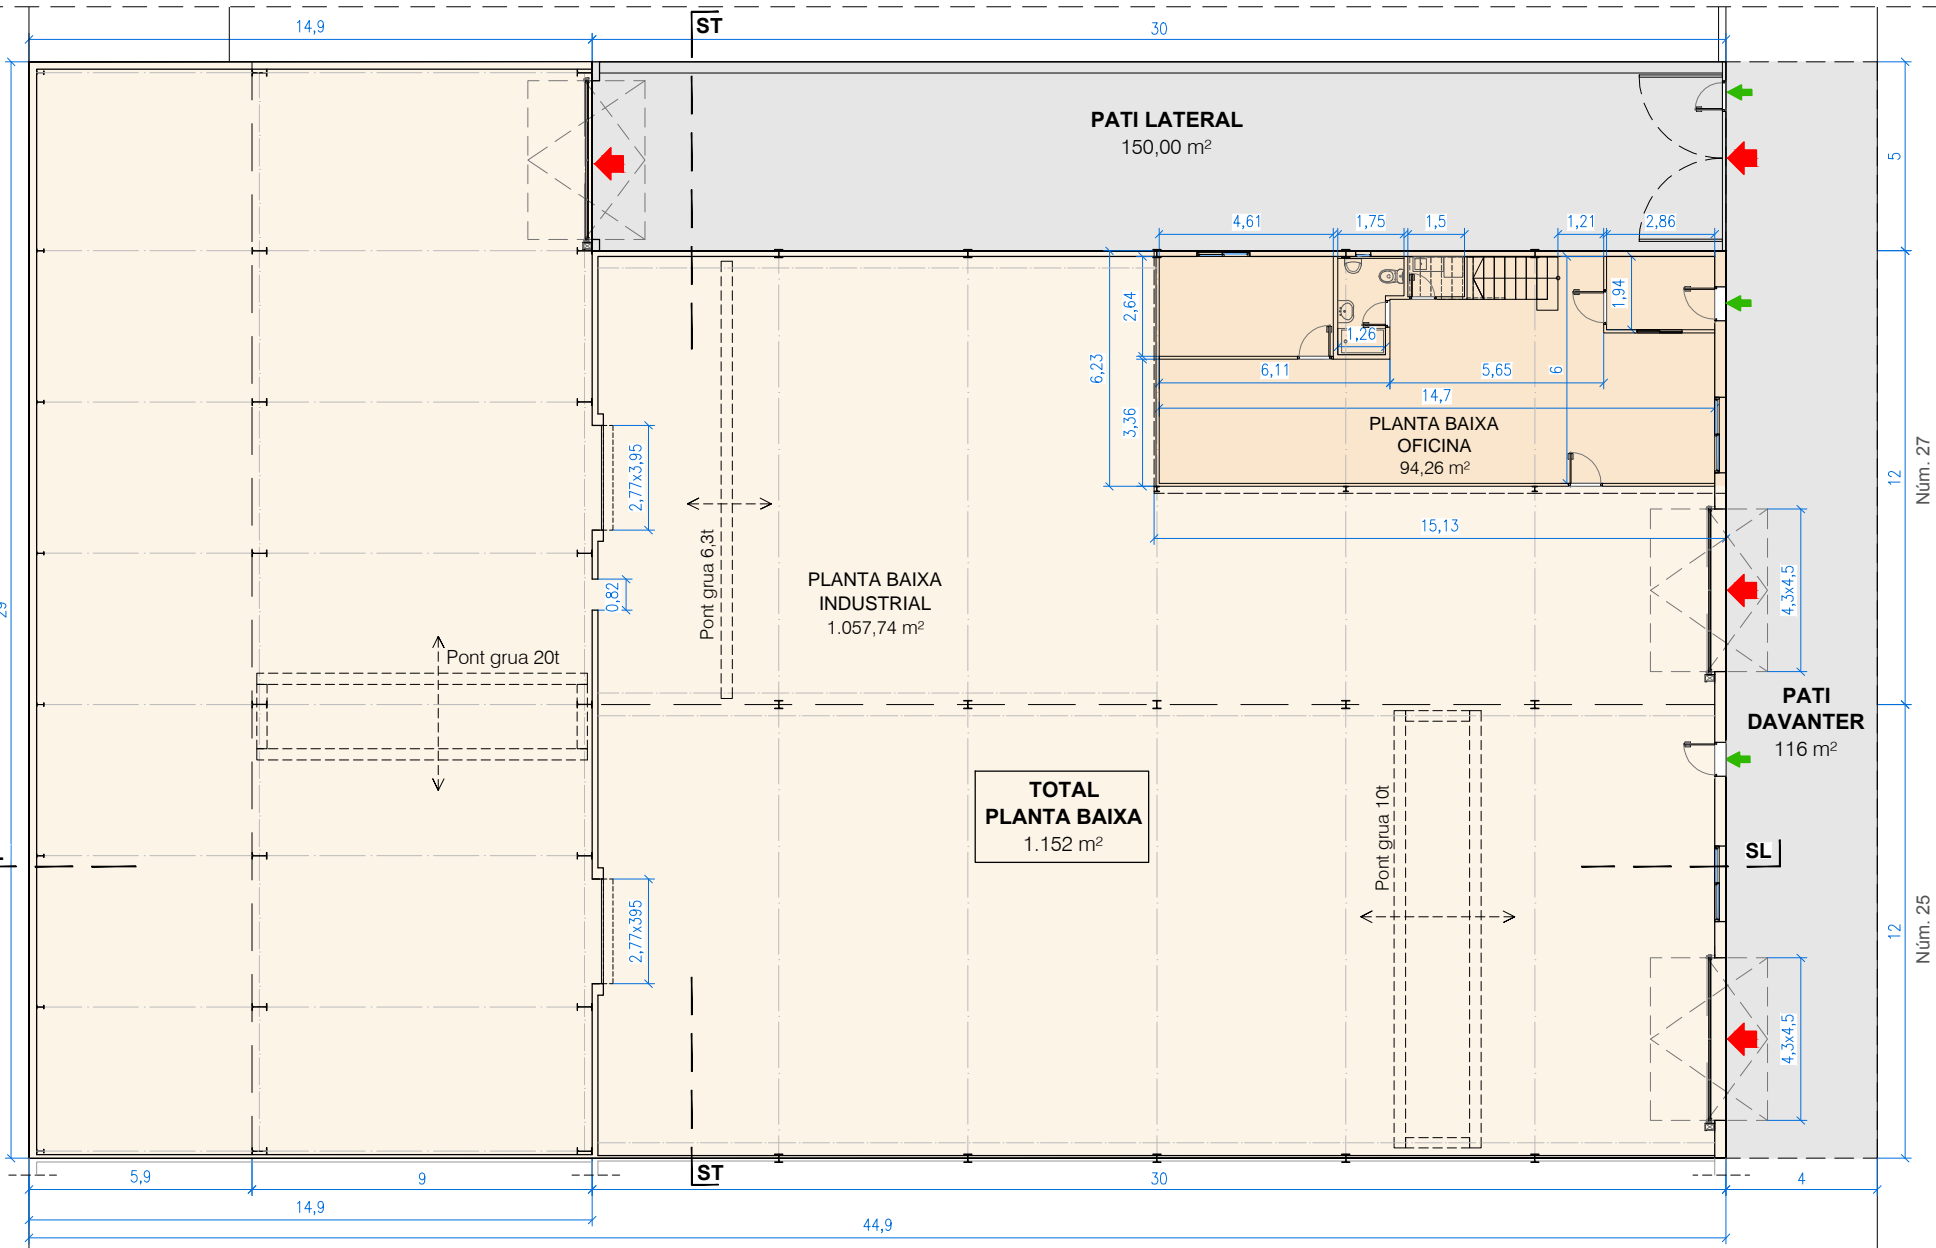 14,9
ST
30
PATI LATERAL
150,00 m²
5
4,61
1,75
1,5
1,21
2,86
2,64
1,94
1,26
6,23
6,11
5,65
6
14,7
3,36
PLANTA BAIXA
OFICINA
94,26 m²
12
Núm. 27
2,77x3,95
15,13
Pont grua 6,3t
4,3x4,5
PLANTA BAIXA
INDUSTRIAL
1.057,74 m²
0,82
29
Pont grua 20t
PATI
DAVANTER
116 m²
TOTAL
PLANTA BAIXA
1.152 m²
Pont grua 10t
SL
2,77x395
12
Núm. 25
4,3x4,5
ST
5,9
9
30
4
14,9
44,9